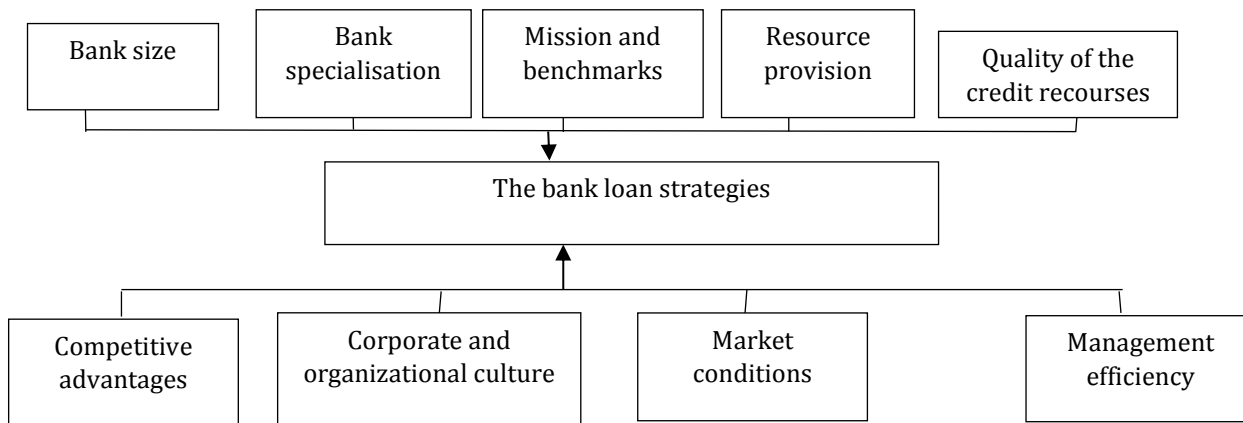 Bank size
Bank
specialisation
Mission and
benchmarks
Resource
provision
Quality of the
credit recourses
The bank loan strategies
Competitive
advantages
Corporate and
organizational culture
Market
conditions
Management
efficiency